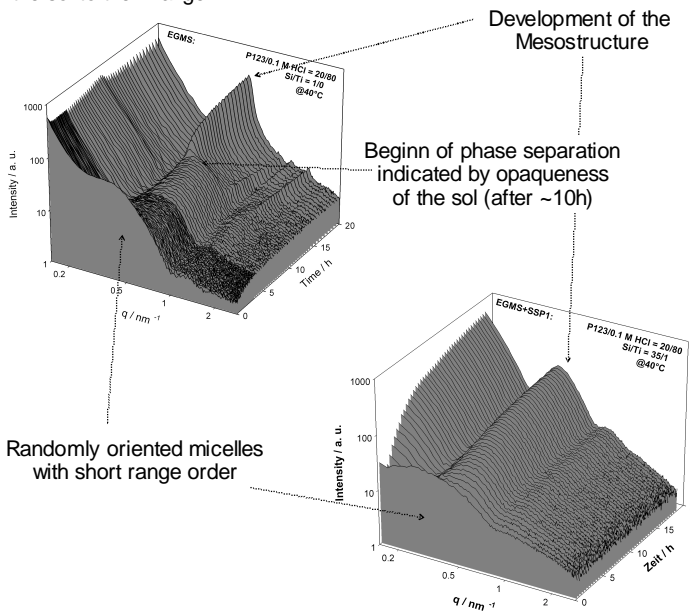 Development of the
Mesostructure
EGMS:
P123/0.1 M HCl = 20/80
Si/Ti = 1/0
@40°C
1000
100
10
1
Intensity / a. u.
0.2
0.5
1
2
q / nm -1
0
5
10
15
20
Time / h
Beginn of phase separation
indicated by opaqueness
of the sol (after ~10h)
EGMS+SSP1:
P123/0.1 M HCl = 20/80
Si/Ti = 35/1
@40°C
1000
100
10
1
Intensity / a. u.
0.2
0.5
1
2
q / nm -1
0
5
10
15
Zeit / h
Randomly oriented micelles
with short range order